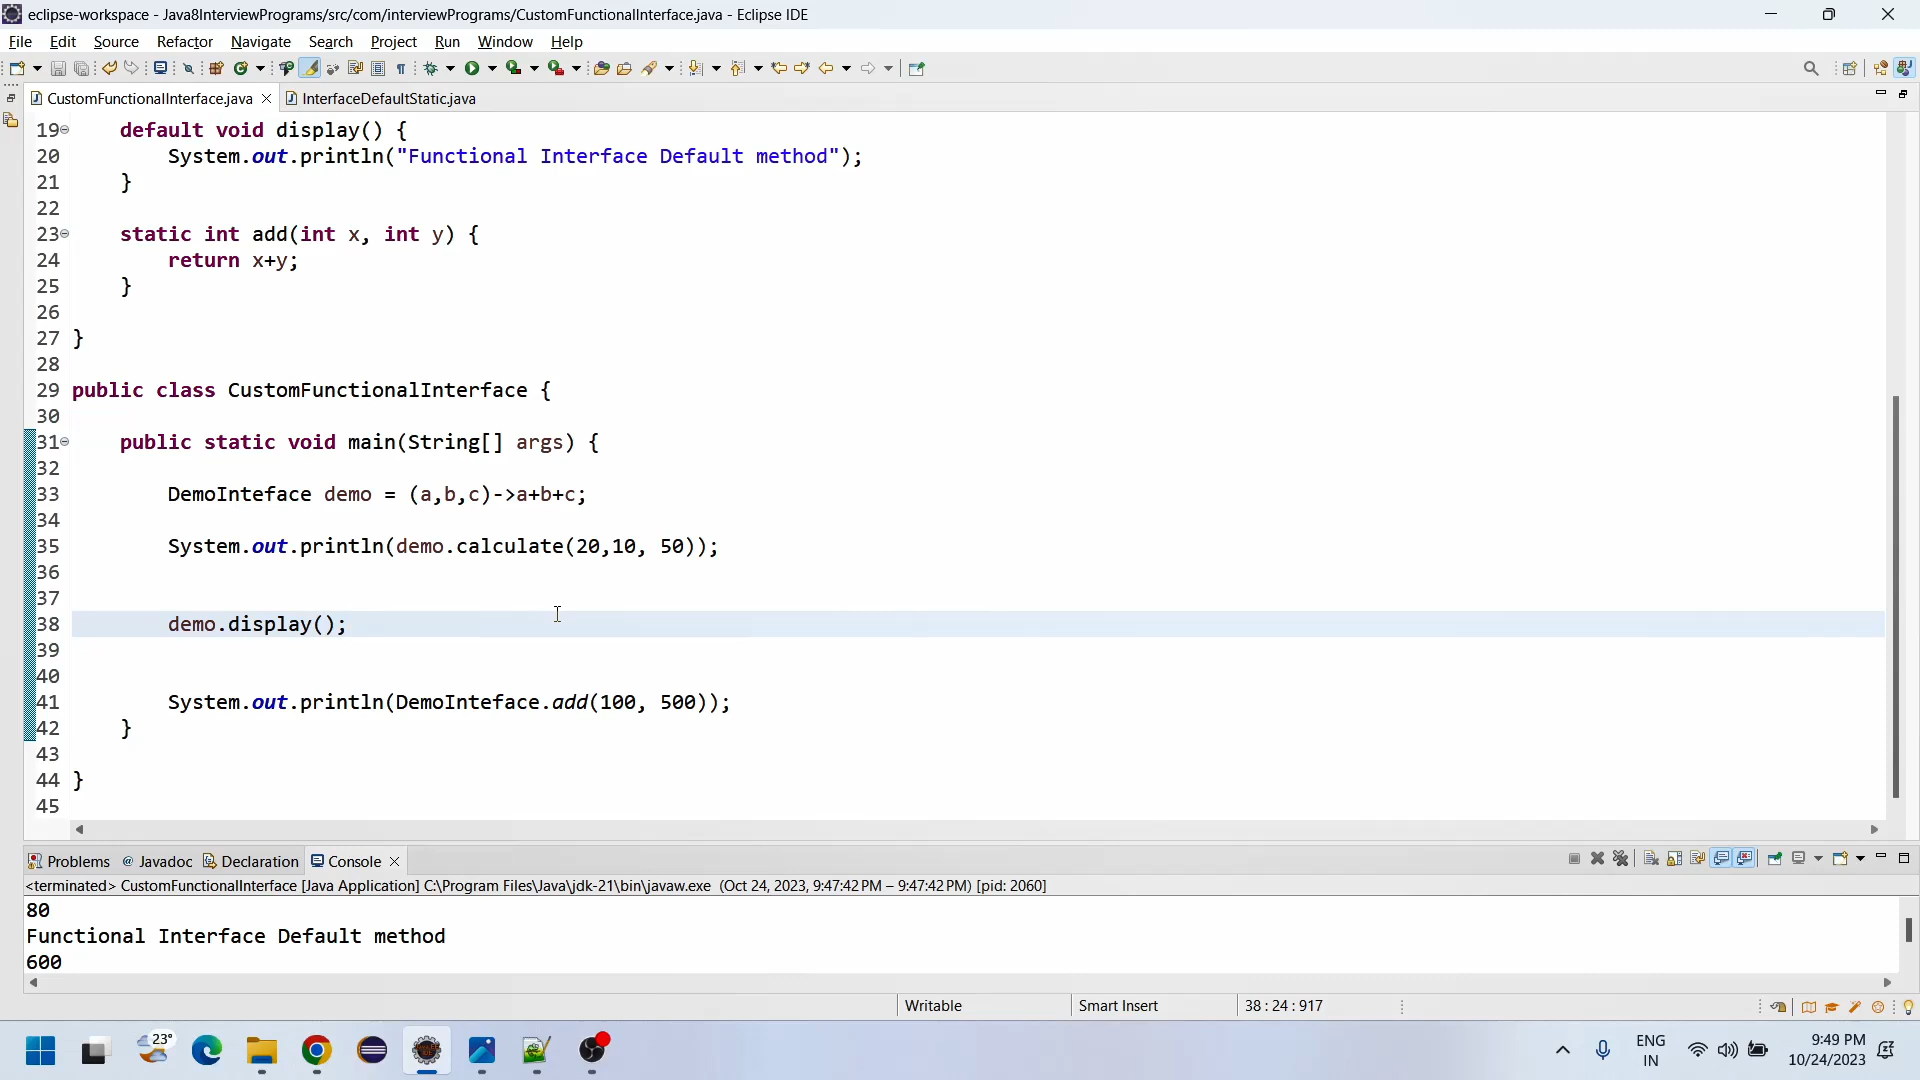 eclipse-workspace - Java8InterviewPrograms/src/com/interviewPrograms/CustomFunctionalInterface.java - Eclipse IDE
File Edit Source Refactor Navigate Search Project Run Window Help
CustomFunctionalInterface.java InterfaceDefaultStatic.java
19 default void display() {
20 System.out.println("Functional Interface Default method");
21 }
22
23 static int add(int x, int y) {
24 return x+y;
25 }
26
27 }
28
29 public class CustomFunctionalInterface {
30
31 public static void main(String[] args) {
32
33 DemoInteface demo = (a,b,c)->a+b+c;
34
35 System.out.println(demo.calculate(20,10, 50));
36
37
38 demo.display();
39
40
41 System.out.println(DemoInteface.add(100, 500));
42 }
43
44 }
45
Problems Javadoc Declaration Console
<terminated> CustomFunctionalInterface [Java Application] C:\Program Files\Java\jdk-21\bin\javaw.exe (Oct 24, 2023, 9:47:42 PM – 9:47:42 PM) [pid: 2060]
80
Functional Interface Default method
600
Writable Smart Insert 38 : 24 : 917
23°
ENG
IN
9:49 PM
10/24/2023